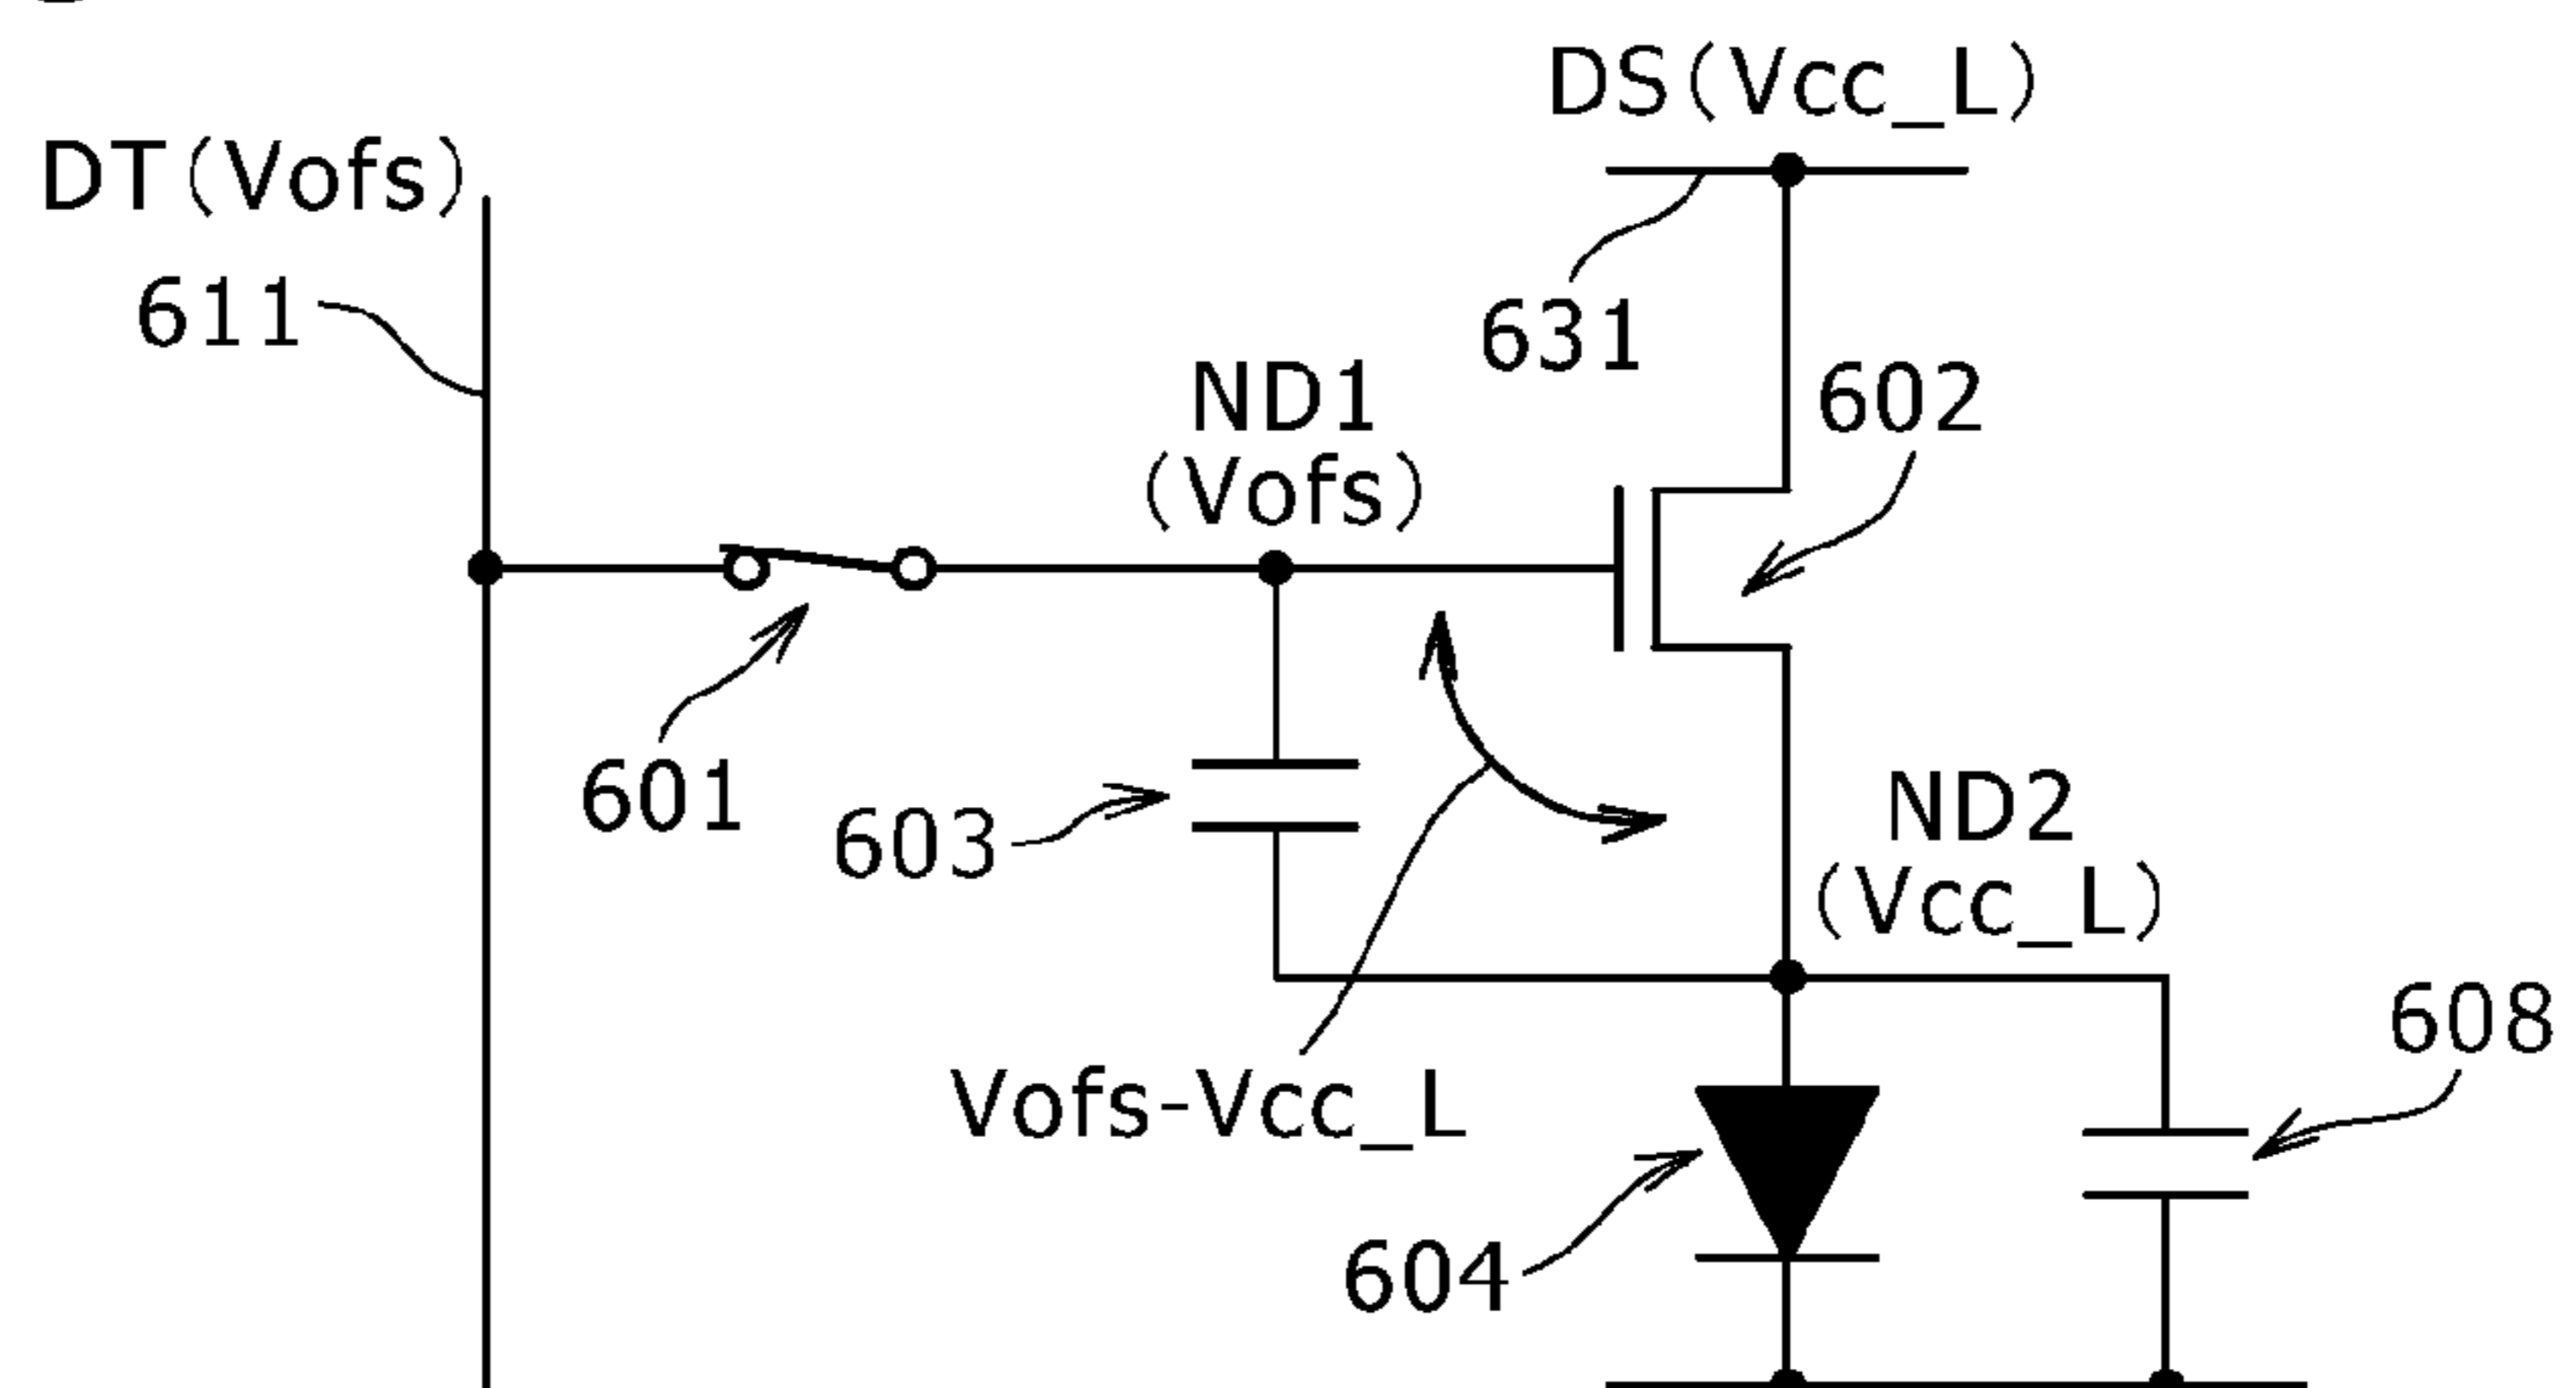 DS(Vcc_L)
DT(Vofs)
611
631
ND1
(Vofs)
602
601
603
ND2
(Vcc_L)
608
Vofs-Vcc_L
604